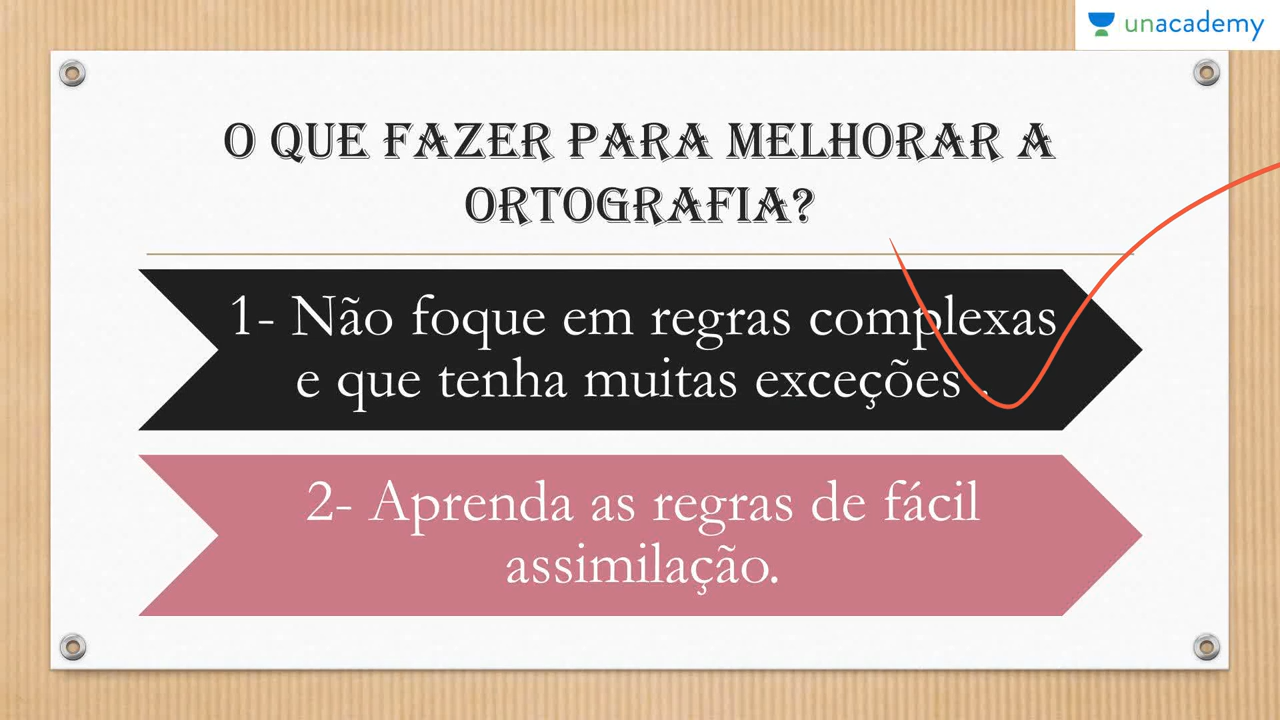 unacademy
O QUE FAZER PARA MELHORAR A
ORTOGRAFIA?
1- Não foque em regras complexas
e que tenha muitas exceções .
2- Aprenda as regras de fácil
assimilação.